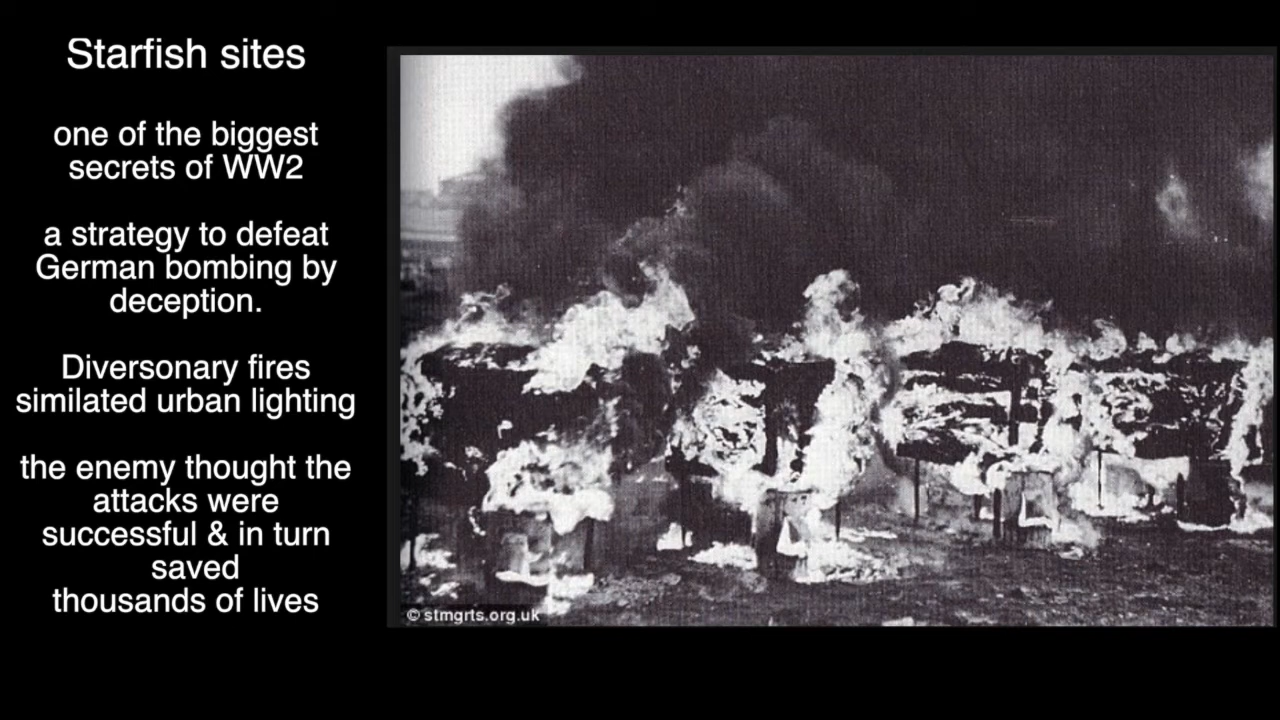 Starfish sites
one of the biggest
secrets of WW2
a strategy to defeat
German bombing by
deception.
Diversonary fires
similated urban lighting
the enemy thought the
attacks were
successful & in turn
saved
thousands of lives
© stmgrts.org.uk